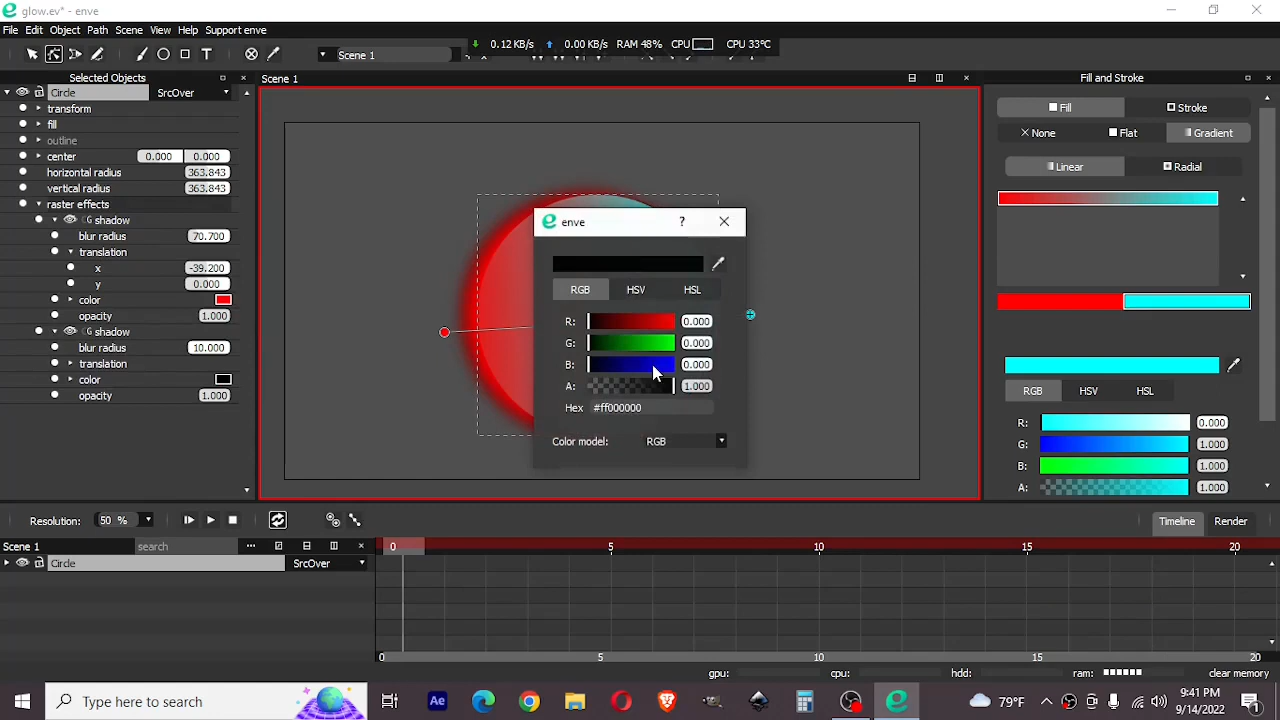 glow.ev* - enve
File Edit Object Path Scene View Help Support enve
0.12 KB/s 0.00 KB/s RAM 48% CPU CPU 33°C
Scene 1
Selected Objects
Scene 1
Fill and Stroke
Circle SrcOver
transform
fill
outline
center 0.000 0.000
horizontal radius 363.843
vertical radius 363.843
raster effects
G shadow
blur radius 70.700
translation
x -39.200
y 0.000
color
opacity 1.000
G shadow
blur radius 10.000
translation
color
opacity 1.000
enve ?
RGB HSV HSL
R: 0.000
G: 0.000
B: 0.000
A: 1.000
Hex #ff000000
Color model: RGB
Fill Stroke
None Flat Gradient
Linear Radial
RGB HSV HSL
R: 0.000
G: 1.000
B: 1.000
A: 1.000
Resolution: 50 %
Timeline Render
Scene 1 search ... 0 5 10 15 20
Circle SrcOver
0 5 10 15 20
gpu: cpu: hdd: ram: clear memory
Type here to search
Ae
79°F
9:41 PM
9/14/2022
1